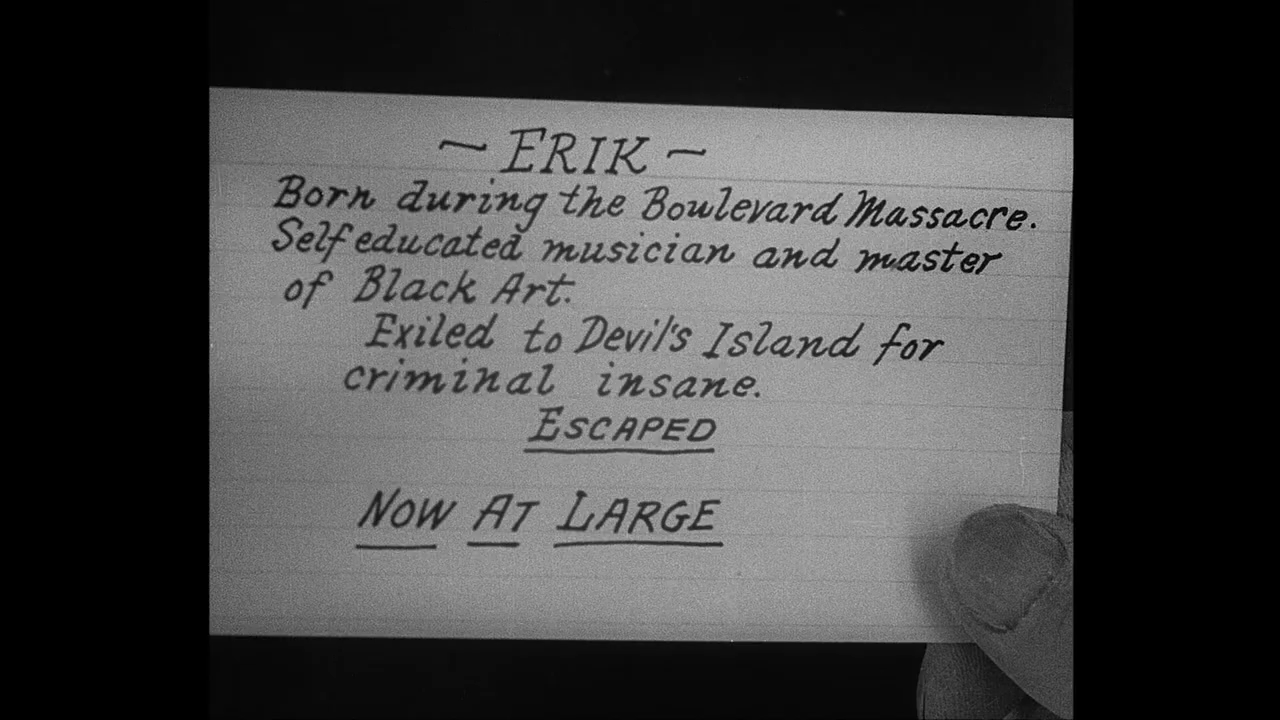 ~ ERIK ~
Born during the Boulevard Massacre.
Self educated musician and master
of Black Art.
Exiled to Devil's Island for
criminal insane.
ESCAPED
NOW AT LARGE